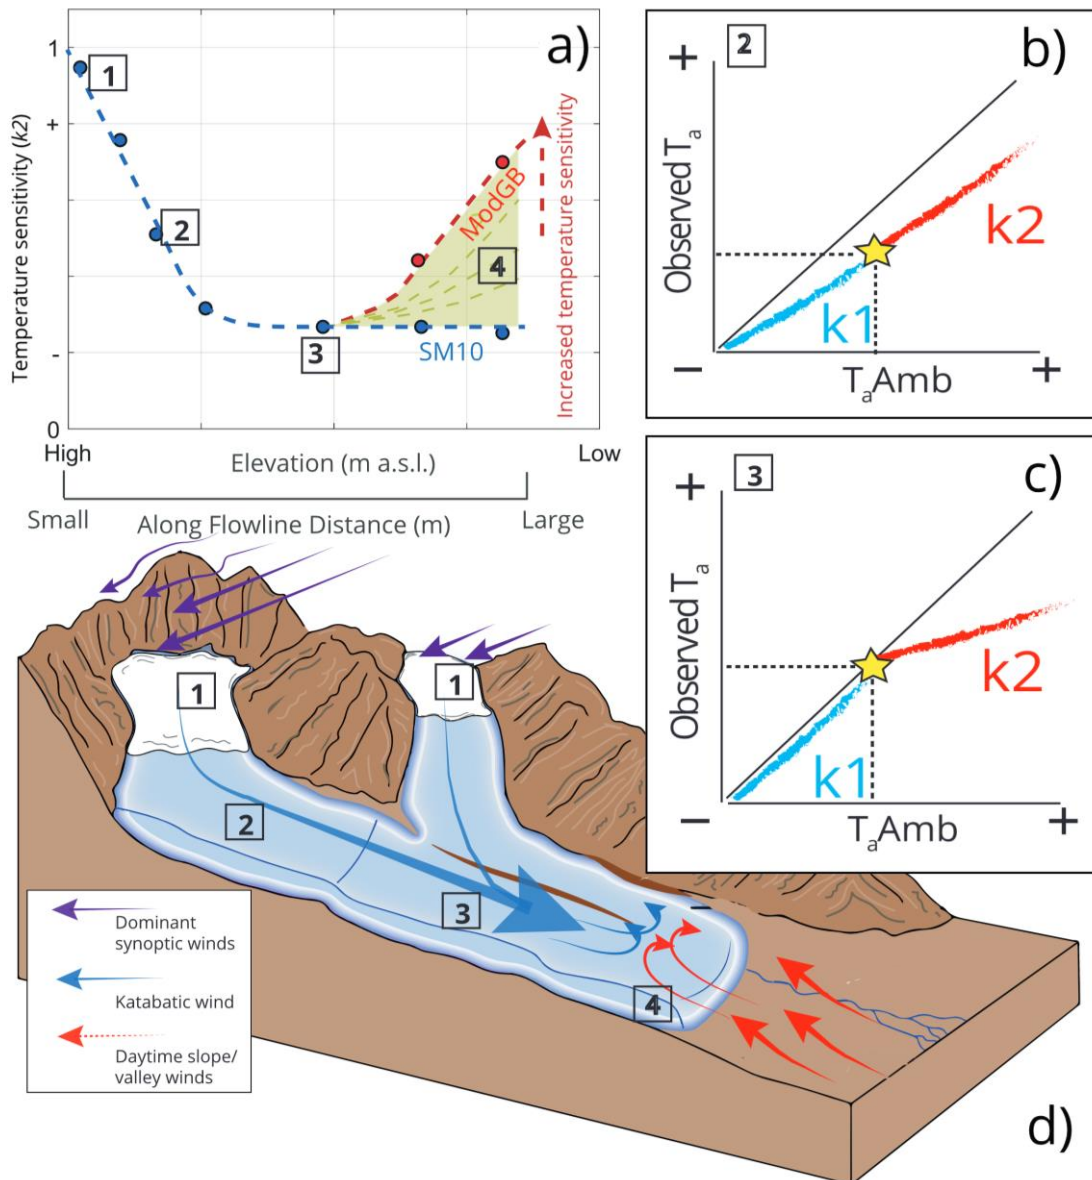 a)
1
+
-
0
Temperature sensitivity (k2)
1
2
3
4
ModGB
SM10
Increased temperature sensitivity
High
Low
Elevation (m a.s.l.)
Small
Along Flowline Distance (m)
Large
2
b)
+
Observed Ta
k1
k2
−
TaAmb
+
3
c)
+
Observed Ta
k1
k2
−
TaAmb
+
1
1
2
3
4
Dominant
synoptic winds
Katabatic wind
Daytime slope/
valley winds
d)